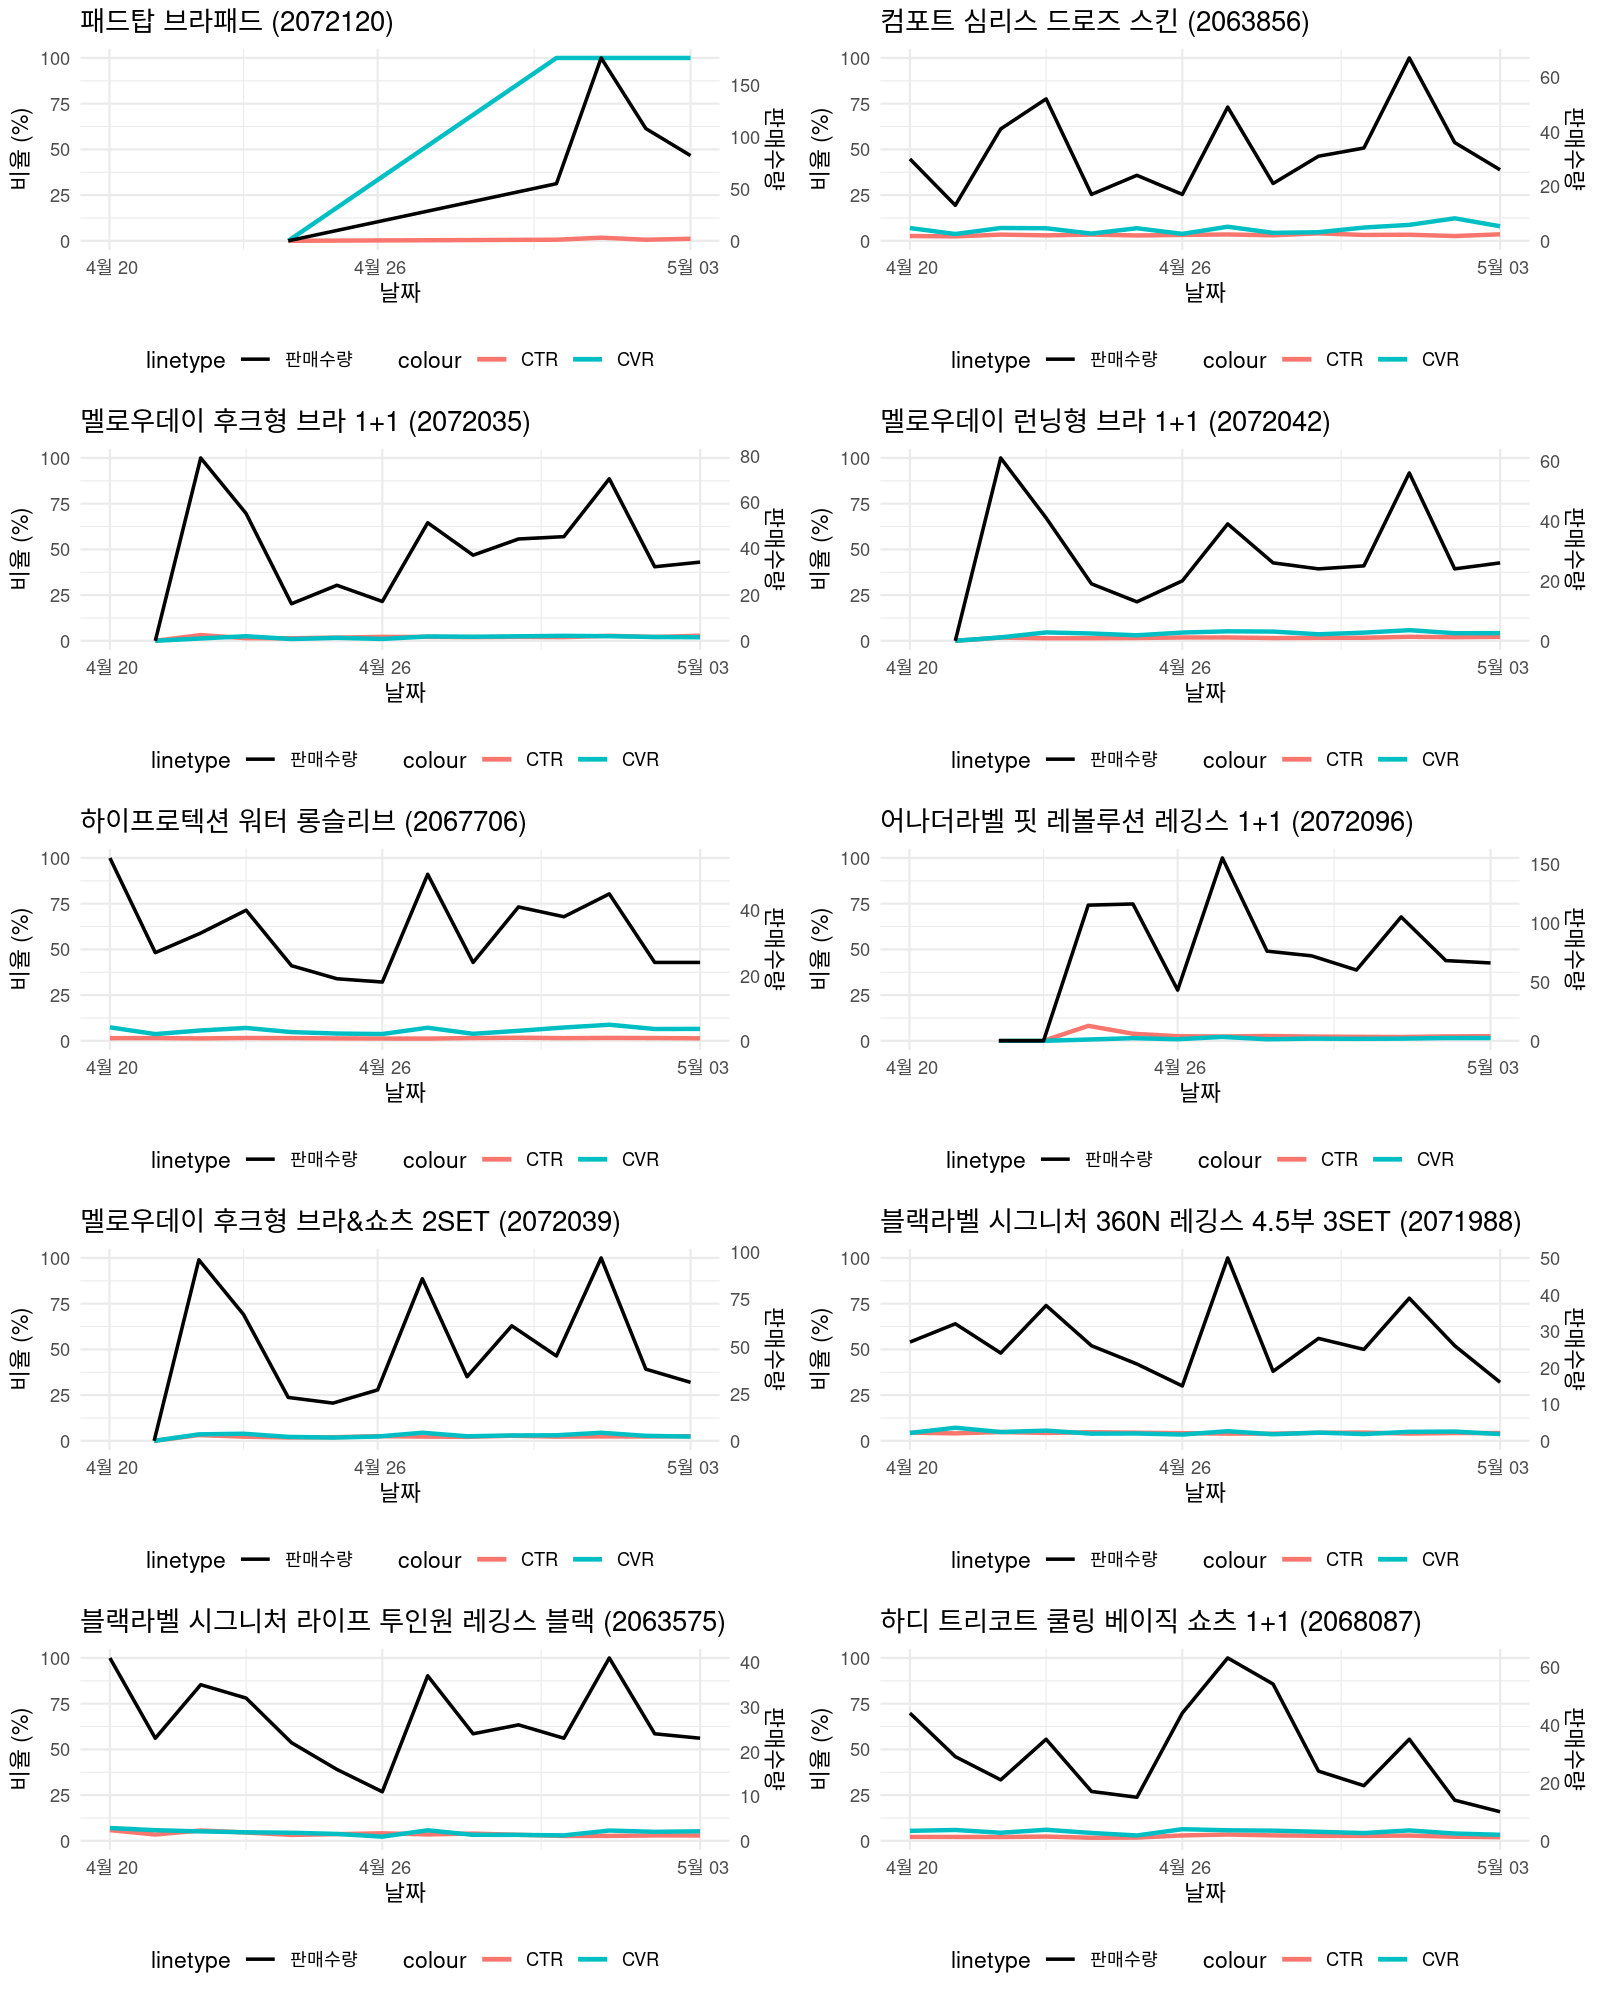 패드탑 브라패드 (2072120)
100
75
50
25
0
비율 (%)
150
100
50
0
판매수량
4월 20
4월 26
5월 03
날짜
linetype 판매수량 colour CTR CVR
컴포트 심리스 드로즈 스킨 (2063856)
100
75
50
25
0
비율 (%)
60
40
20
0
판매수량
4월 20
4월 26
5월 03
날짜
linetype 판매수량 colour CTR CVR
멜로우데이 후크형 브라 1+1 (2072035)
100
75
50
25
0
비율 (%)
80
60
40
20
0
판매수량
4월 20
4월 26
5월 03
날짜
linetype 판매수량 colour CTR CVR
멜로우데이 런닝형 브라 1+1 (2072042)
100
75
50
25
0
비율 (%)
60
40
20
0
판매수량
4월 20
4월 26
5월 03
날짜
linetype 판매수량 colour CTR CVR
하이프로텍션 워터 롱슬리브 (2067706)
100
75
50
25
0
비율 (%)
40
20
0
판매수량
4월 20
4월 26
5월 03
날짜
linetype 판매수량 colour CTR CVR
어나더라벨 핏 레볼루션 레깅스 1+1 (2072096)
100
75
50
25
0
비율 (%)
150
100
50
0
판매수량
4월 20
4월 26
5월 03
날짜
linetype 판매수량 colour CTR CVR
멜로우데이 후크형 브라&쇼츠 2SET (2072039)
100
75
50
25
0
비율 (%)
100
75
50
25
0
판매수량
4월 20
4월 26
5월 03
날짜
linetype 판매수량 colour CTR CVR
블랙라벨 시그니처 360N 레깅스 4.5부 3SET (2071988)
100
75
50
25
0
비율 (%)
50
40
30
20
10
0
판매수량
4월 20
4월 26
5월 03
날짜
linetype 판매수량 colour CTR CVR
블랙라벨 시그니처 라이프 투인원 레깅스 블랙 (2063575)
100
75
50
25
0
비율 (%)
40
30
20
10
0
판매수량
4월 20
4월 26
5월 03
날짜
linetype 판매수량 colour CTR CVR
하디 트리코트 쿨링 베이직 쇼츠 1+1 (2068087)
100
75
50
25
0
비율 (%)
60
40
20
0
판매수량
4월 20
4월 26
5월 03
날짜
linetype 판매수량 colour CTR CVR